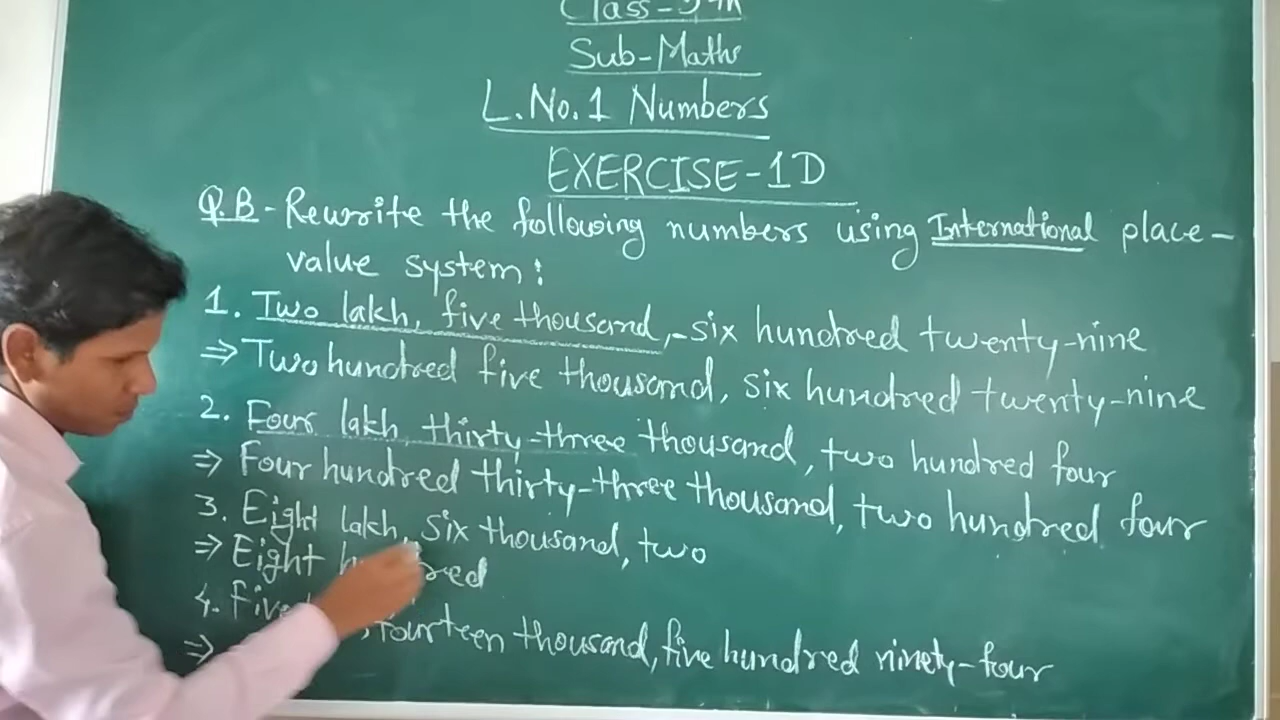 Class-5th
Sub-Maths
L.No.1 Numbers
EXERCISE-1D
Q.B-Rewrite the following numbers using International place-
value system:
1. Two lakh, five thousand, six hundred twenty-nine
⇒ Two hundred five thousand, six hundred twenty-nine
2. Four lakh, thirty-three thousand, two hundred four
⇒ Four hundred thirty-three thousand, two hundred four
3. Eight lakh, six thousand, two
⇒ Eight hundred
4. Five , fourteen thousand, five hundred ninety-four
⇒